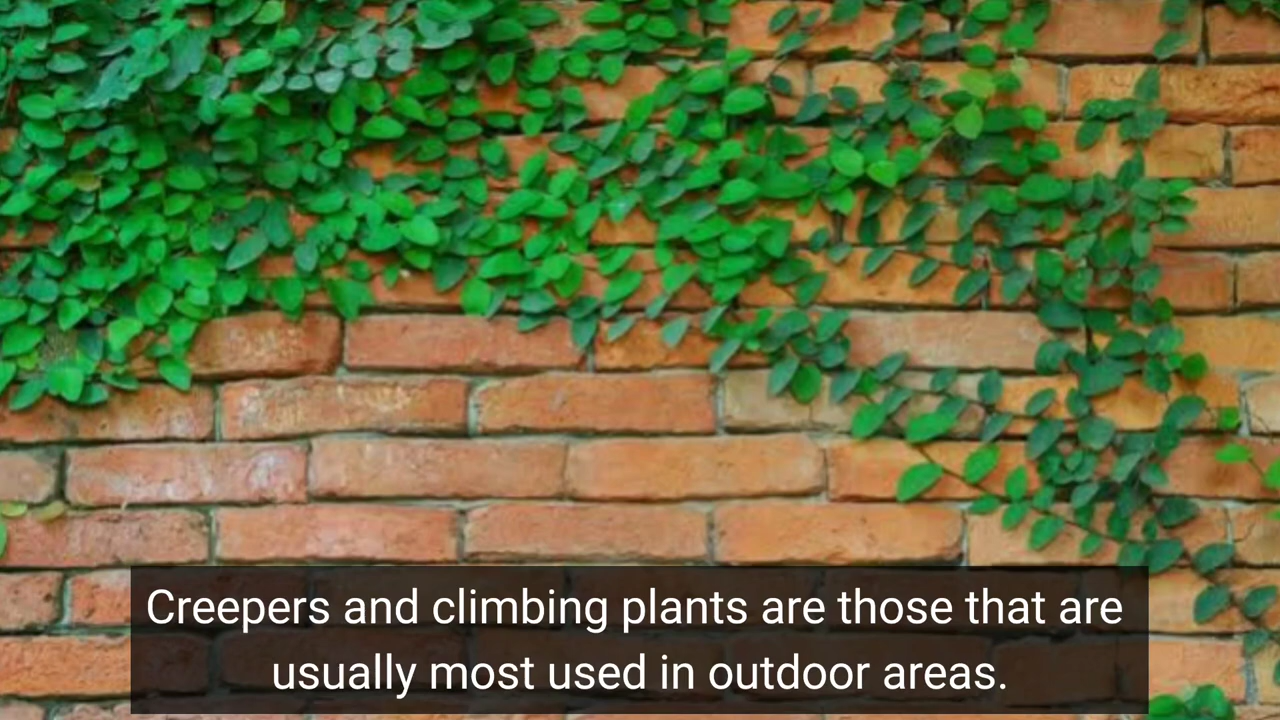 Creepers and climbing plants are those that are
usually most used in outdoor areas.